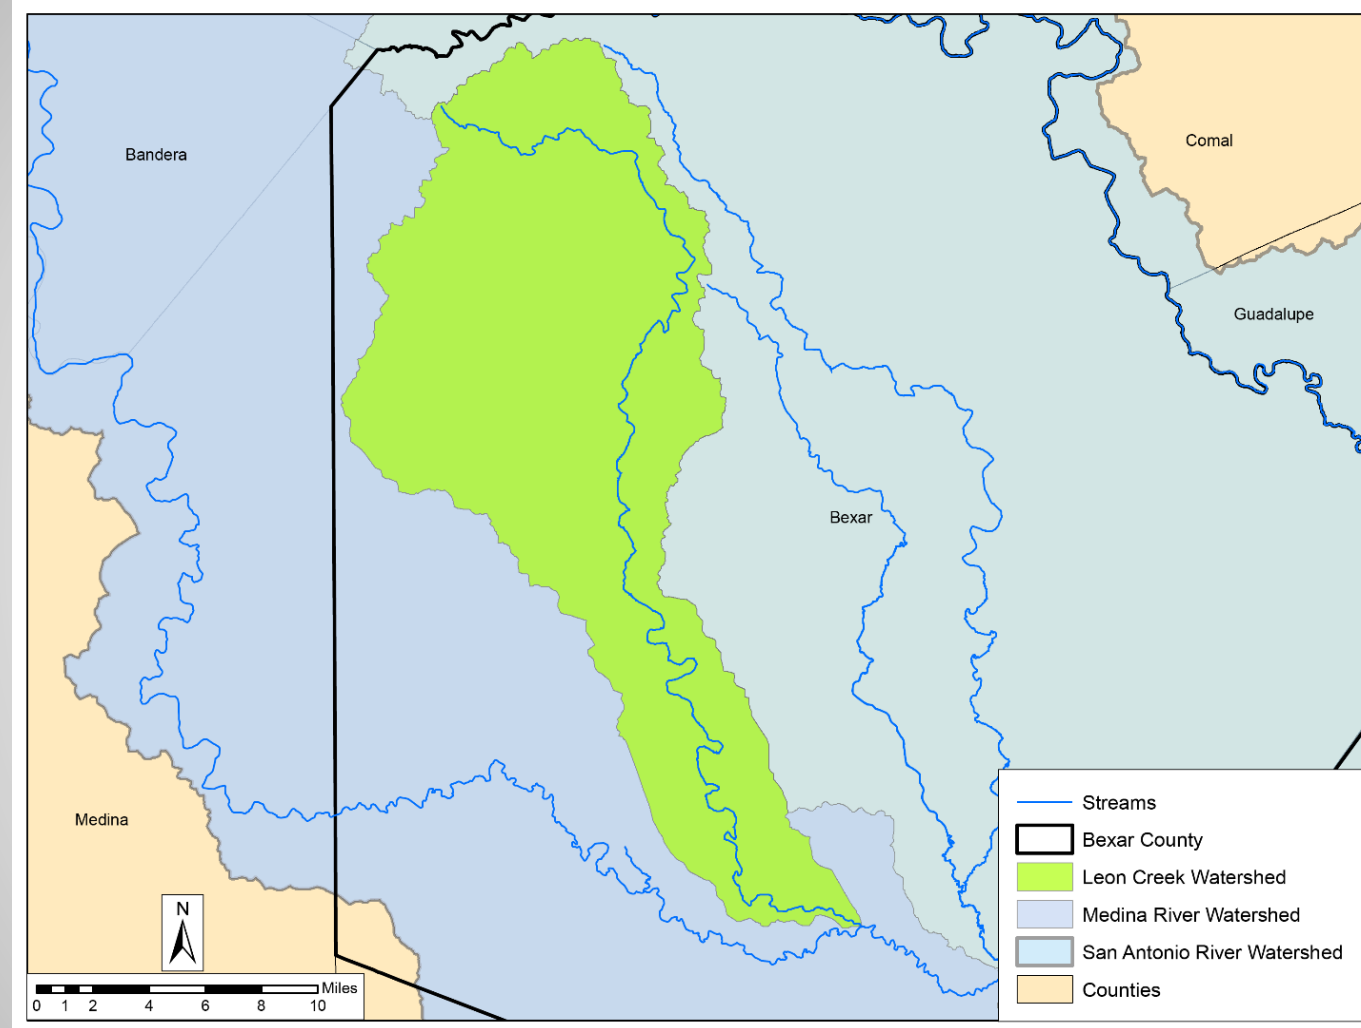 Bandera
Comal
Guadalupe
Bexar
Medina
N
Miles
0 1 2 4 6 8 10
Streams
Bexar County
Leon Creek Watershed
Medina River Watershed
San Antonio River Watershed
Counties